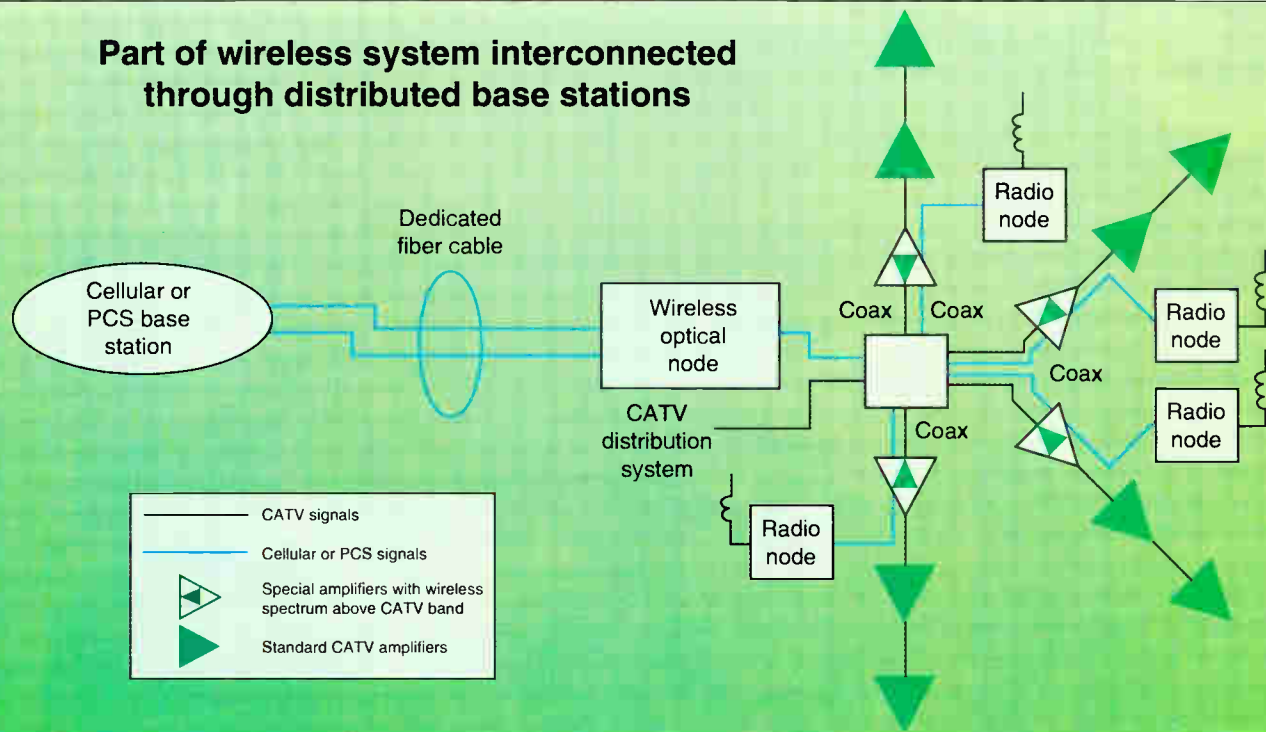 Part of wireless system interconnected
through distributed base stations
Dedicated
fiber cable
Cellular or
PCS base
station
Wireless
optical
node
CATV
distribution
system
Coax
Coax
Coax
Coax
Radio
node
Radio
node
Radio
node
Radio
node
CATV signals
Cellular or PCS signals
Special amplifiers with wireless
spectrum above CATV band
Standard CATV amplifiers